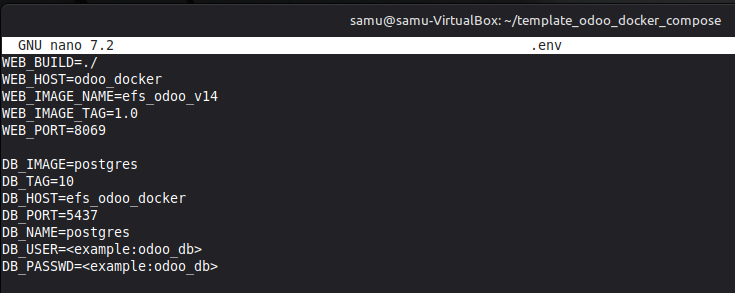 samu@samu-VirtualBox: ~/template_odoo_docker_compose
GNU nano 7.2 .env
WEB_BUILD=./
WEB_HOST=odoo_docker
WEB_IMAGE_NAME=efs_odoo_v14
WEB_IMAGE_TAG=1.0
WEB_PORT=8069
DB_IMAGE=postgres
DB_TAG=10
DB_HOST=efs_odoo_docker
DB_PORT=5437
DB_NAME=postgres
DB_USER=<example:odoo_db>
DB_PASSWD=<example:odoo_db>